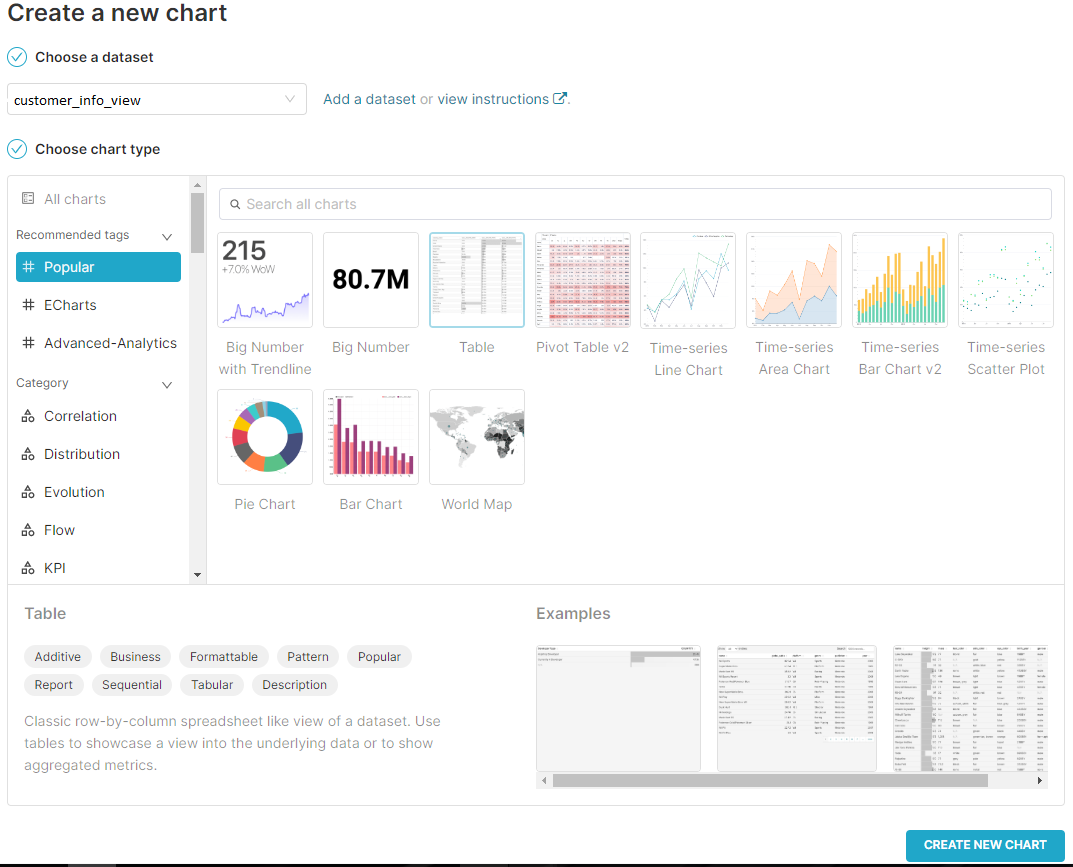 Create a new chart
Choose a dataset
customer_info_view
Add a dataset or view instructions.
Choose chart type
All charts
Recommended tags
Popular
ECharts
Advanced-Analytics
Category
Correlation
Distribution
Evolution
Flow
KPI
Search all charts
215
+7.0% WoW
80.7M
Big Number
with Trendline
Big Number
Table
Pivot Table v2
Time-series
Line Chart
Time-series
Area Chart
Time-series
Bar Chart v2
Time-series
Scatter Plot
Pie Chart
Bar Chart
World Map
Table
Additive Business Formattable Pattern Popular
Report Sequential Tabular Description
Classic row-by-column spreadsheet like view of a dataset. Use
tables to showcase a view into the underlying data or to show
aggregated metrics.
Examples
CREATE NEW CHART